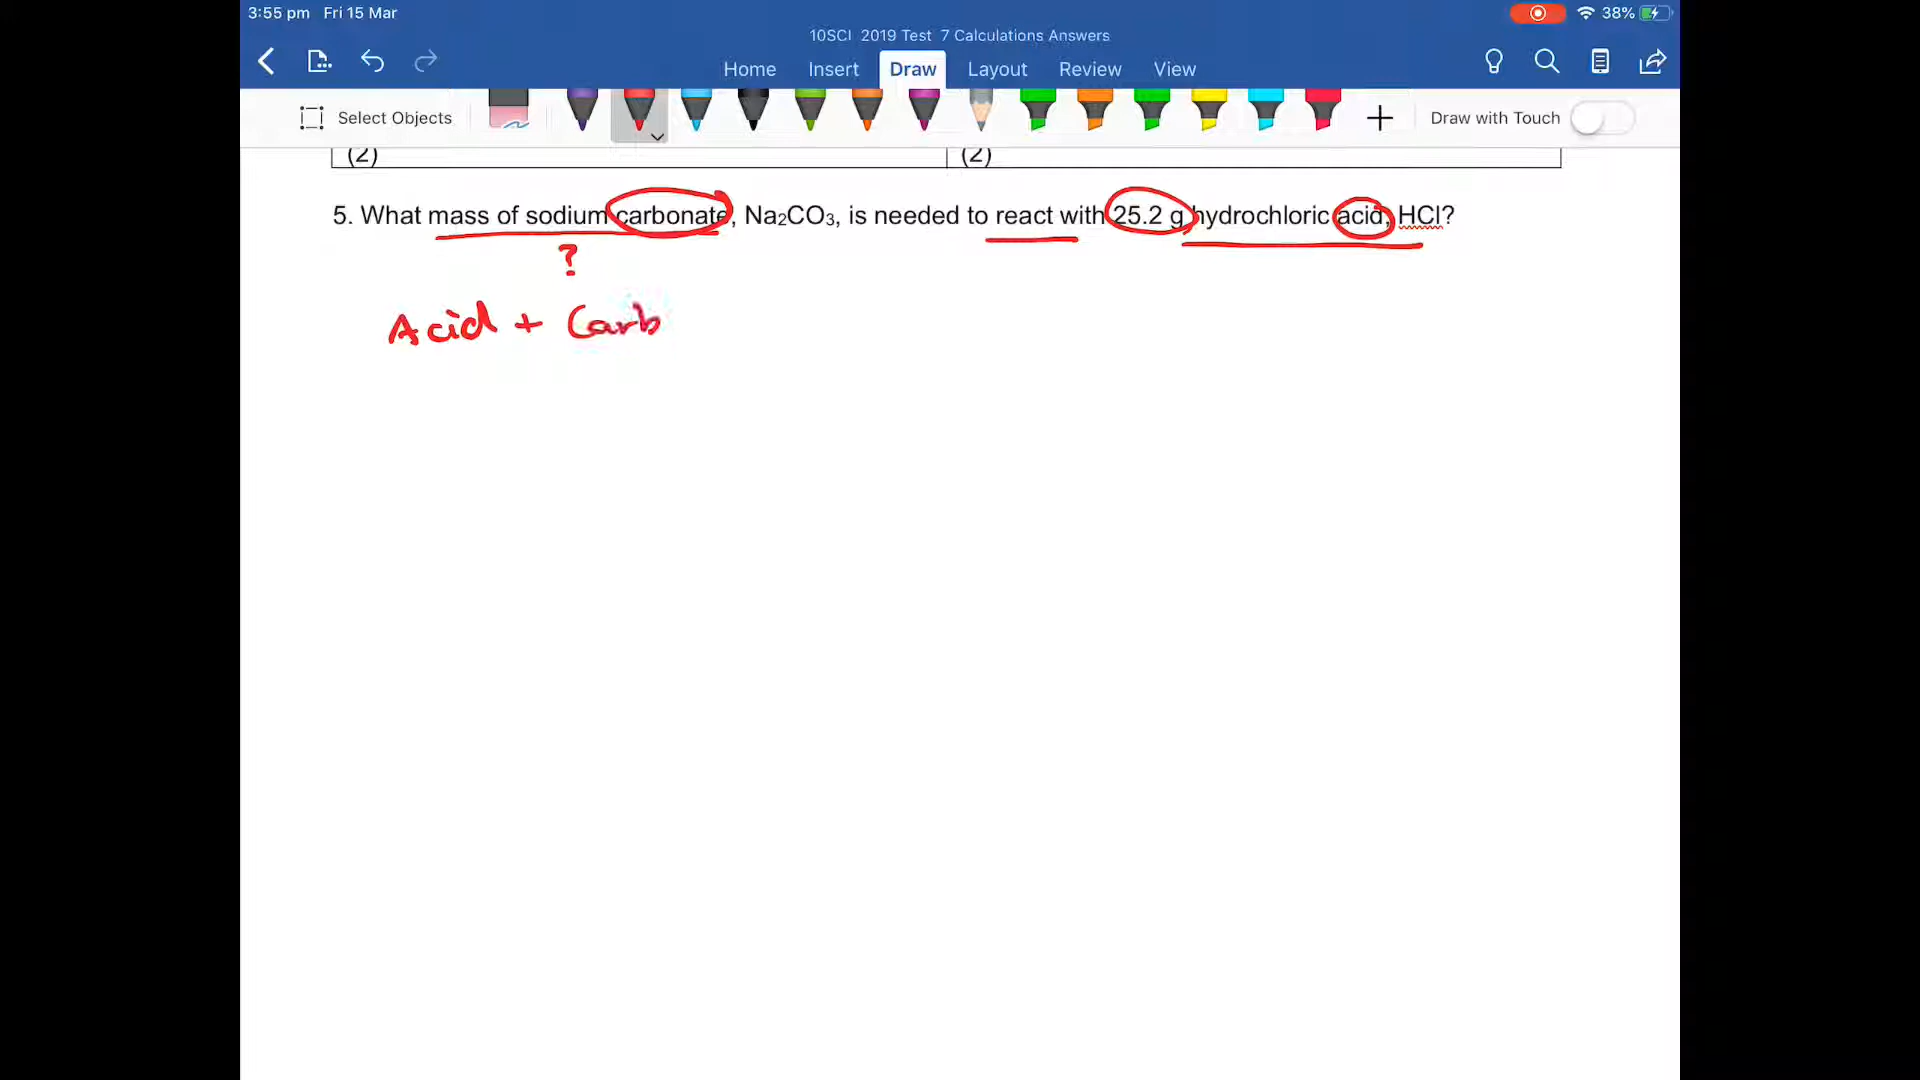 3:55 pm Fri 15 Mar 38%
10SCI 2019 Test 7 Calculations Answers
Home Insert Draw Layout Review View
Select Objects Draw with Touch
(2) (2)
5. What mass of sodium carbonate, Na₂CO₃, is needed to react with 25.2 g hydrochloric acid, HCl?
?
Acid + Carb